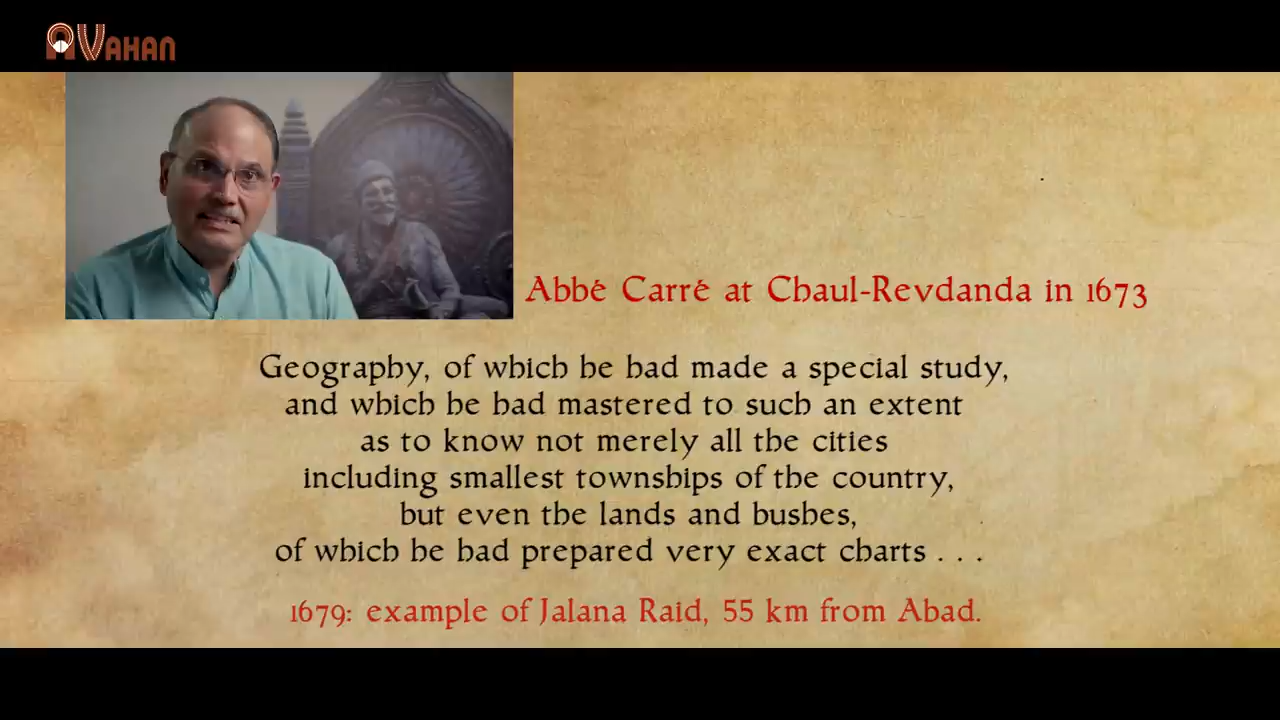 AVAHAN
Abbé Carré at Chaul-Revdanda in 1673
Geography, of which he had made a special study,
and which he had mastered to such an extent
as to know not merely all the cities
including smallest townships of the country,
but even the lands and bushes,
of which he had prepared very exact charts . . .
1679: example of Jalana Raid, 55 km from Abad.